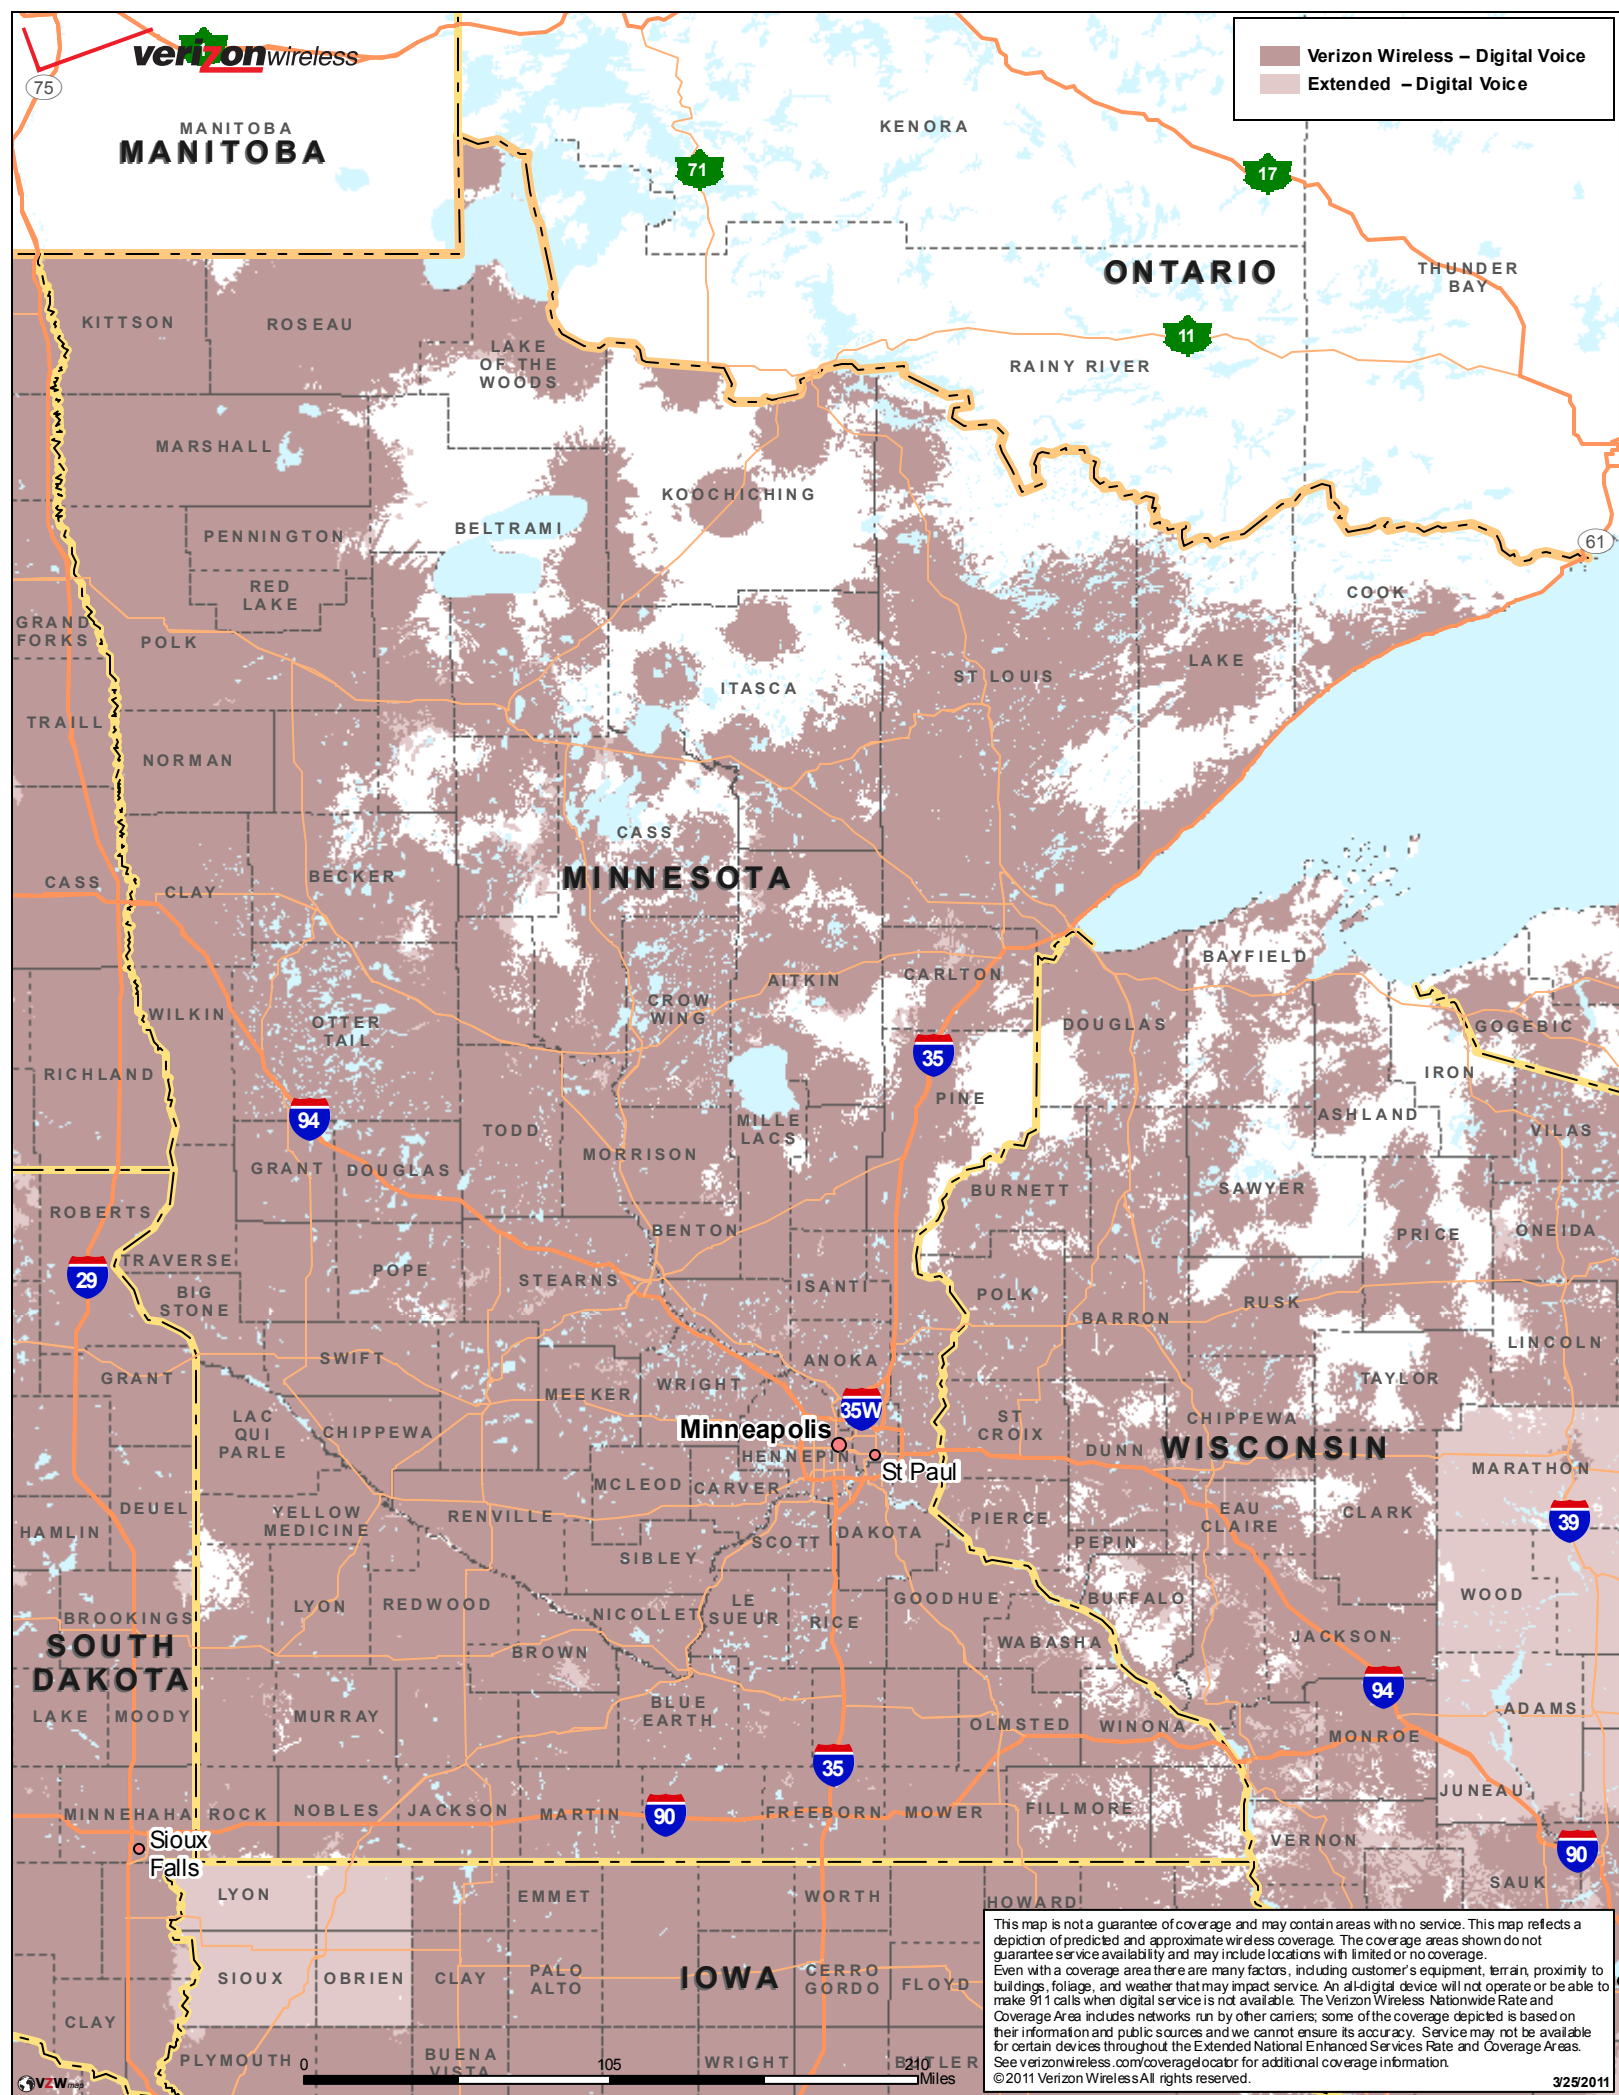 verizonwireless
75
Verizon Wireless – Digital Voice
Extended – Digital Voice
MANITOBA
MANITOBA
KENORA
71
17
ONTARIO
THUNDER
BAY
11
RAINY RIVER
KITTSON
ROSEAU
LAKE
OF THE
WOODS
MARSHALL
KOOCHICHING
BELTRAMI
PENNINGTON
61
RED
LAKE
COOK
GRAND
FORKS
POLK
LAKE
ST LOUIS
ITASCA
TRAILL
NORMAN
CASS
MINNESOTA
BECKER
CASS
CLAY
BAYFIELD
CARLTON
AITKIN
CROW
WING
WILKIN
OTTER
TAIL
DOUGLAS
GOGEBIC
35
RICHLAND
IRON
PINE
94
ASHLAND
MILLE
LACS
TODD
VILAS
MORRISON
GRANT
DOUGLAS
BURNETT
SAWYER
ROBERTS
BENTON
PRICE
ONEIDA
TRAVERSE
29
POPE
STEARNS
ISANTI
BIG
STONE
POLK
RUSK
BARRON
LINCOLN
SWIFT
ANOKA
GRANT
WRIGHT
TAYLOR
MEEKER
35W
LAC
QUI
PARLE
CHIPPEWA
Minneapolis
ST
CROIX
CHIPPEWA
DUNN
WISCONSIN
HENNEPIN
St Paul
MARATHON
MCLEOD
CARVER
DEUEL
YELLOW
MEDICINE
RENVILLE
PIERCE
EAU
CLAIRE
CLARK
39
HAMLIN
SCOTT
DAKOTA
PEPIN
SIBLEY
WOOD
LYON
REDWOOD
NICOLLET
LE
SUEUR
RICE
GOODHUE
BUFFALO
BROOKINGS
SOUTH
DAKOTA
BROWN
WABASHA
JACKSON
94
LAKE
MOODY
MURRAY
BLUE
EARTH
OLMSTED
WINONA
ADAMS
MONROE
35
JUNEAU
MINNEHAHA
ROCK
NOBLES
JACKSON
MARTIN
90
FREEBORN
MOWER
FILLMORE
VERNON
90
Sioux
Falls
SAUK
LYON
EMMET
WORTH
HOWARD
SIOUX
OBRIEN
CLAY
PALO
ALTO
IOWA
CERRO
GORDO
FLOYD
CLAY
PLYMOUTH
BUENA
VISTA
WRIGHT
BUTLER
0
105
210
Miles
VZWmap
This map is not a guarantee of coverage and may contain areas with no service. This map reflects a
depiction of predicted and approximate wireless coverage. The coverage areas shown do not
guarantee service availability and may include locations with limited or no coverage.
Even with a coverage area there are many factors, including customer's equipment, terrain, proximity to
buildings, foliage, and weather that may impact service. An all-digital device will not operate or be able to
make 911 calls when digital service is not available. The Verizon Wireless Nationwide Rate and
Coverage Area includes networks run by other carriers; some of the coverage depicted is based on
their information and public sources and we cannot ensure its accuracy. Service may not be available
for certain devices throughout the Extended National Enhanced Services Rate and Coverage Areas.
See verizonwireless.com/coveragelocator for additional coverage information.
©2011 Verizon Wireless All rights reserved.
3/25/2011